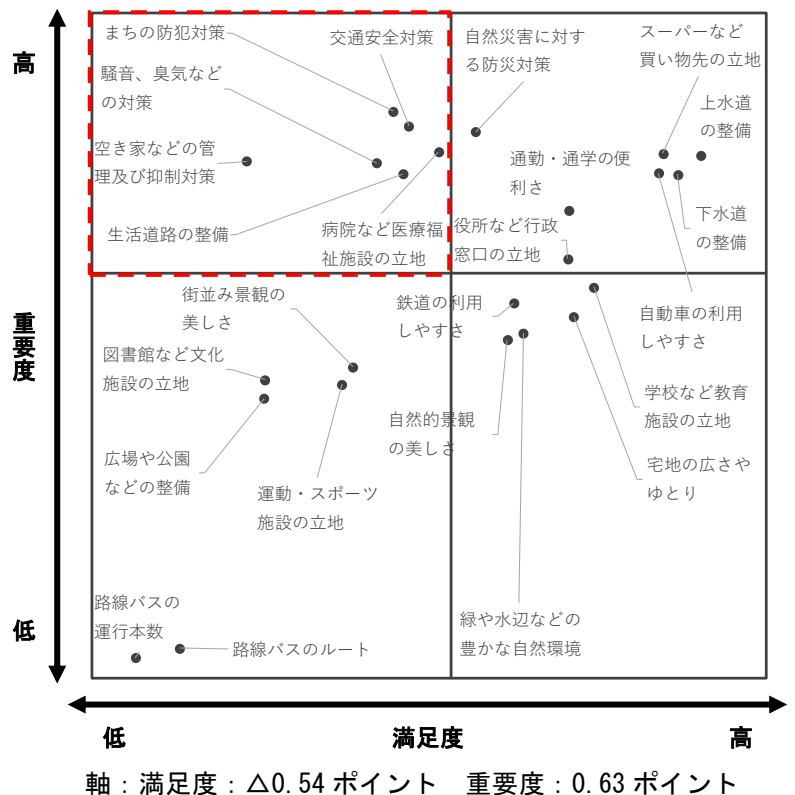 高
重要度
低
まちの防犯対策
交通安全対策
騒音、臭気など
の対策
空き家などの管
理及び抑制対策
生活道路の整備
病院など医療福
祉施設の立地
自然災害に対す
る防災対策
スーパーなど
買い物先の立地
上水道
の整備
通勤・通学の便
利さ
下水道
の整備
役所など行政
窓口の立地
自動車の利用
しやすさ
街並み景観の
美しさ
図書館など文化
施設の立地
広場や公園
などの整備
運動・スポーツ
施設の立地
路線バスの
運行本数
路線バスのルート
鉄道の利用
しやすさ
自然的景観
の美しさ
学校など教育
施設の立地
宅地の広さや
ゆとり
緑や水辺などの
豊かな自然環境
低
満足度
高
軸：満足度：△0.54 ポイント　重要度：0.63 ポイント